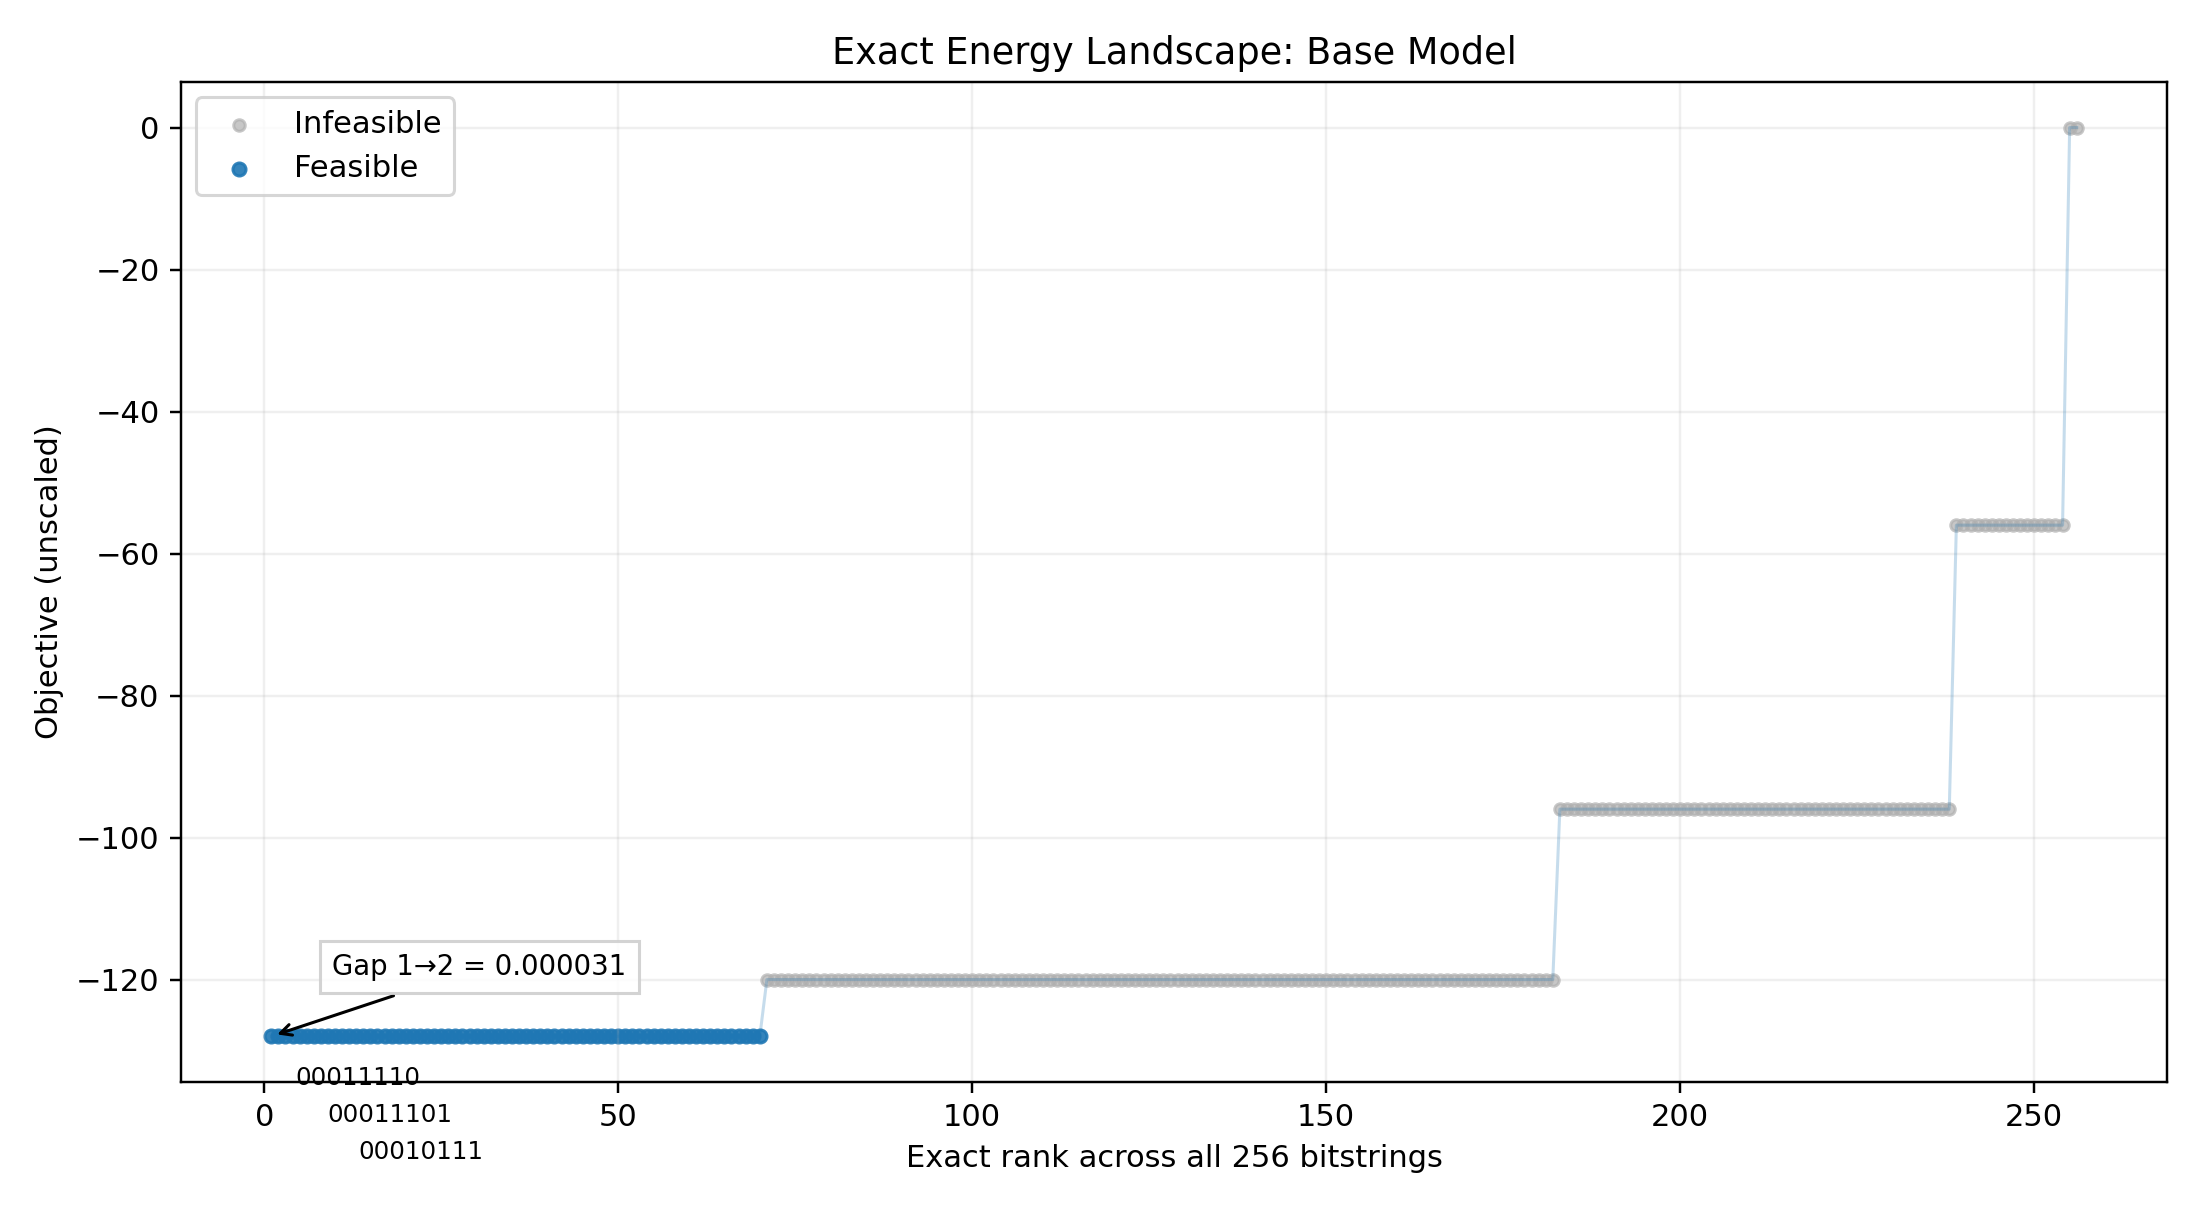 Exact Energy Landscape: Base Model
Infeasible
Feasible
0
−20
−40
−60
−80
−100
−120
Objective (unscaled)
Gap 1→2 = 0.000031
00011110
00011101
00010111
0
50
100
150
200
250
Exact rank across all 256 bitstrings